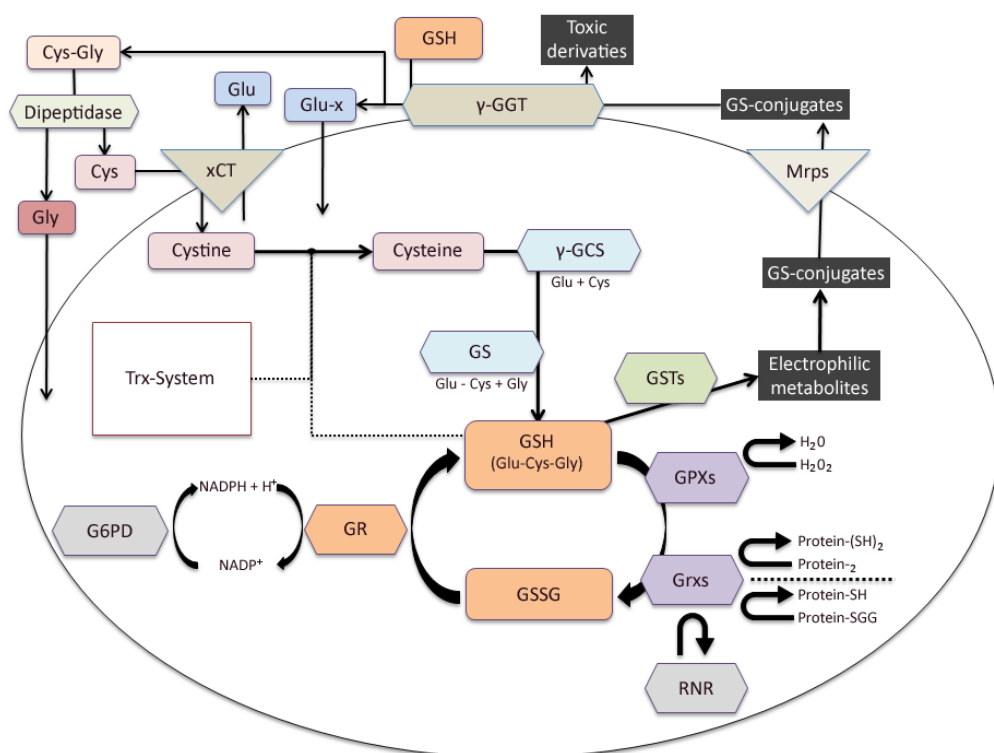 GSH
Toxic
derivaties
Cys-Gly
Glu
Glu-x
γ-GGT
GS-conjugates
Dipeptidase
Cys
xCT
Mrps
Gly
Cystine
Cysteine
γ-GCS
Glu + Cys
GS-conjugates
Trx-System
GS
Glu - Cys + Gly
GSTs
Electrophilic
metabolites
GSH
(Glu-Cys-Gly)
H₂O
H₂O₂
GPXs
NADPH + H⁺
G6PD
GR
NADP⁺
GSSG
Grxs
Protein-(SH)₂
Protein-₂
Protein-SH
Protein-SGG
RNR